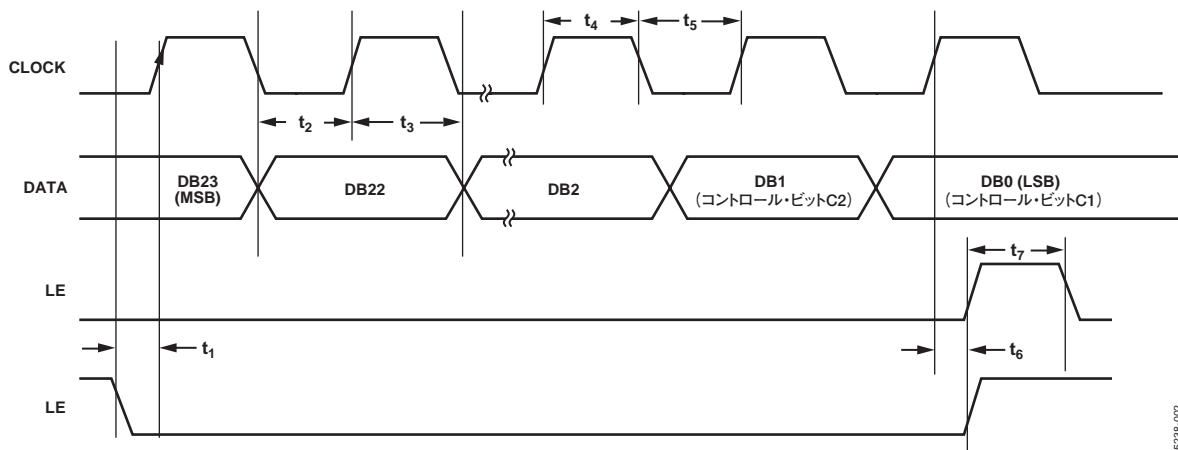 t4
t5
CLOCK
t2
t3
DATA
DB23
(MSB)
DB22
DB2
DB1
(コントロール・ビットC2)
DB0 (LSB)
(コントロール・ビットC1)
t7
LE
t1
t6
LE